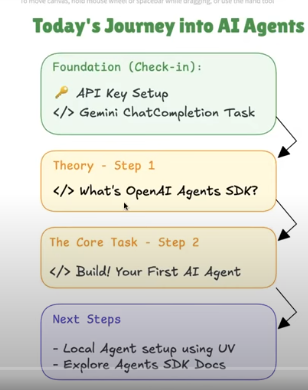 To move canvas, hold mouse wheel or spacebar while dragging, or use the hand tool
Today's Journey into AI Agents
Foundation (Check-in):
🔑 API Key Setup
</> Gemini ChatCompletion Task
Theory - Step 1
</> What's OpenAI Agents SDK?
The Core Task - Step 2
</> Build! Your First AI Agent
Next Steps
- Local Agent setup using UV
- Explore Agents SDK Docs